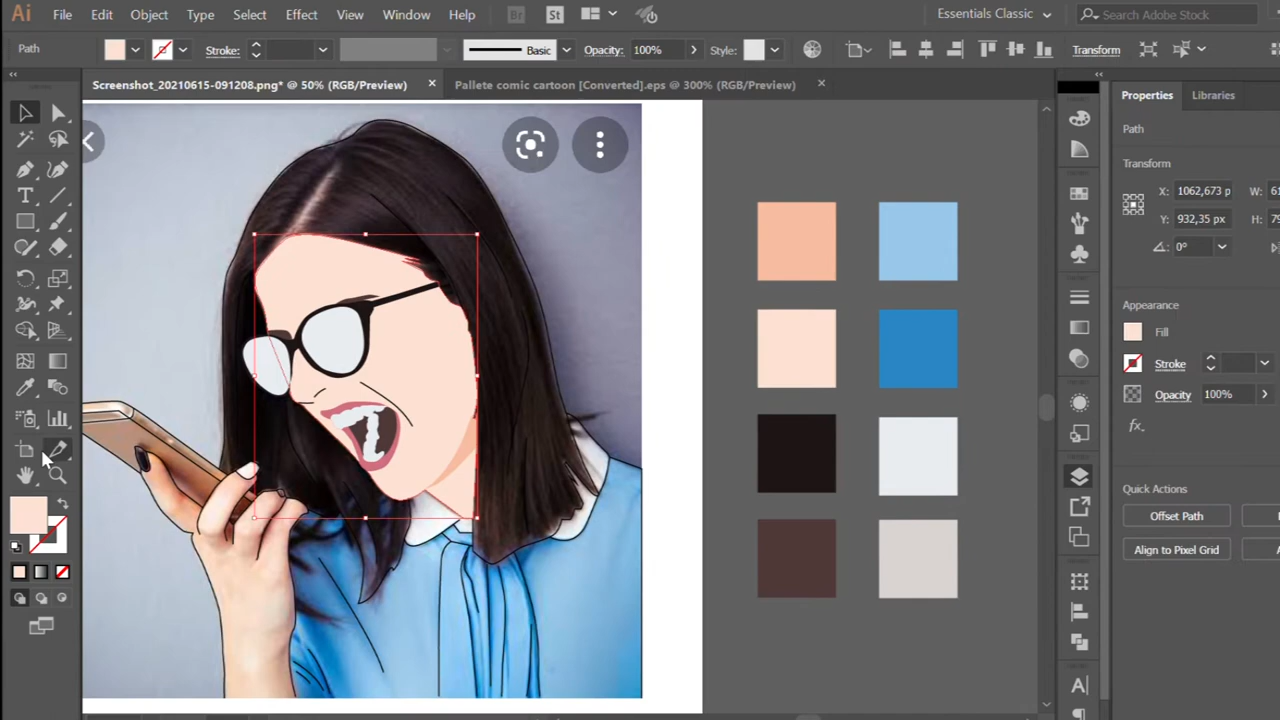 Ai File Edit Object Type Select Effect View Window Help Br St Essentials Classic Search Adobe Stock
Path Stroke: Basic Opacity: 100% Style: Transform
Screenshot_20210615-091208.png* @ 50% (RGB/Preview) Pallete comic cartoon [Converted].eps @ 300% (RGB/Preview)
Properties Libraries
Path
Transform
X: 1062,673 p W: 61
Y: 932,35 px H: 79
0°
Appearance
Fill
Stroke
Opacity 100%
fx.
Quick Actions
Offset Path
Align to Pixel Grid